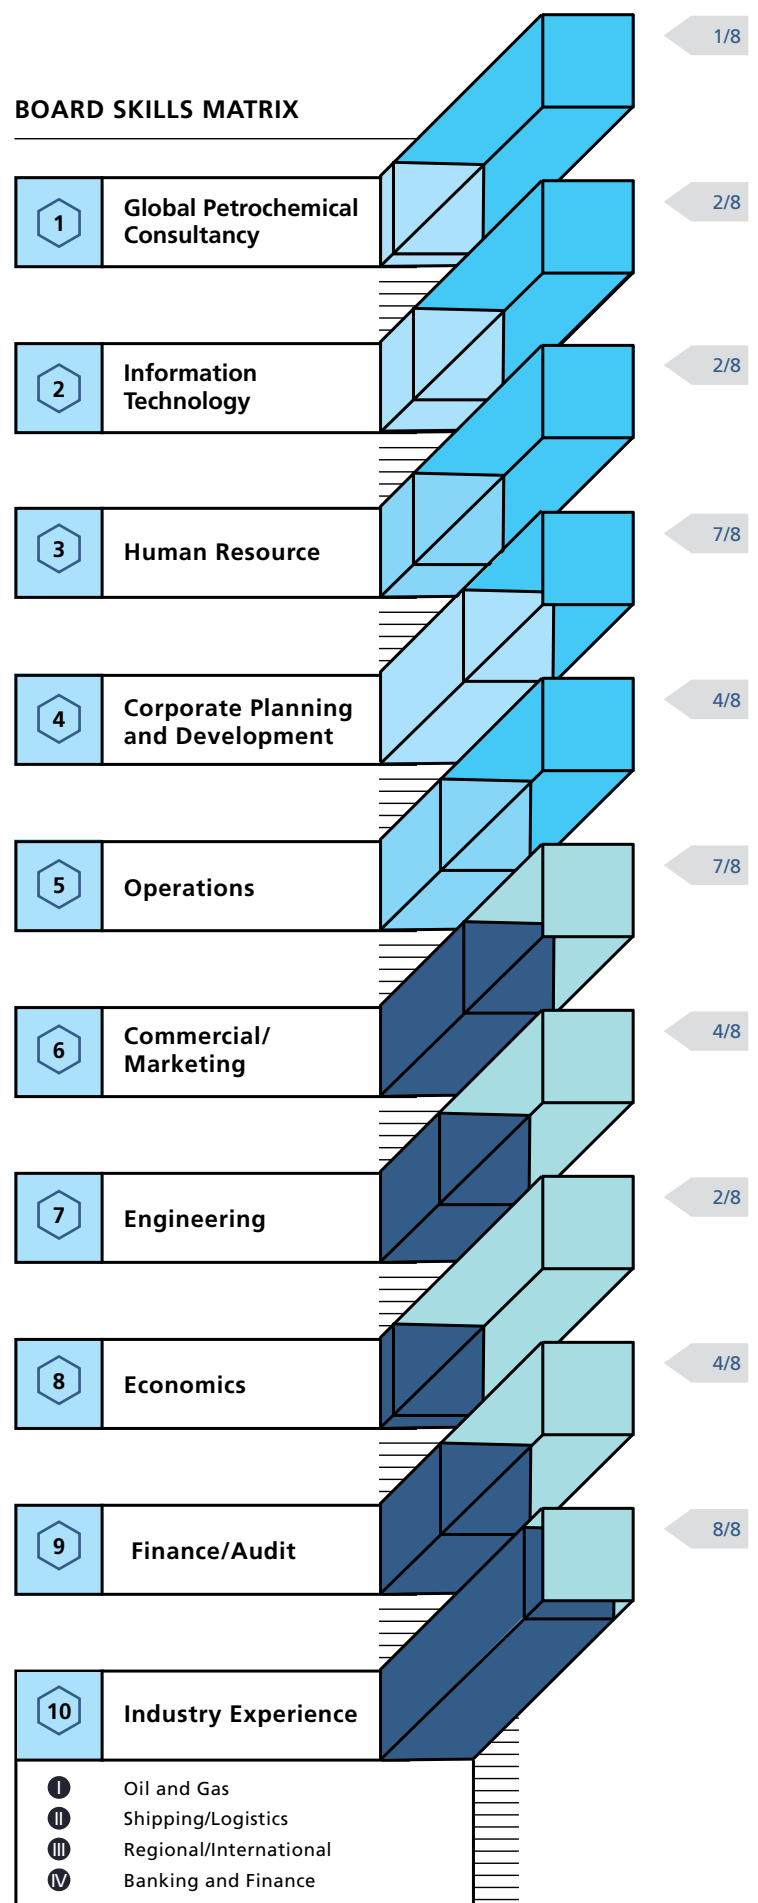 1/8
BOARD SKILLS MATRIX
1
Global Petrochemical
Consultancy
2/8
2
Information
Technology
2/8
3
Human Resource
7/8
4
Corporate Planning
and Development
4/8
5
Operations
7/8
6
Commercial/
Marketing
4/8
7
Engineering
2/8
8
Economics
4/8
9
Finance/Audit
8/8
10
Industry Experience
I Oil and Gas
II Shipping/Logistics
III Regional/International
IV Banking and Finance